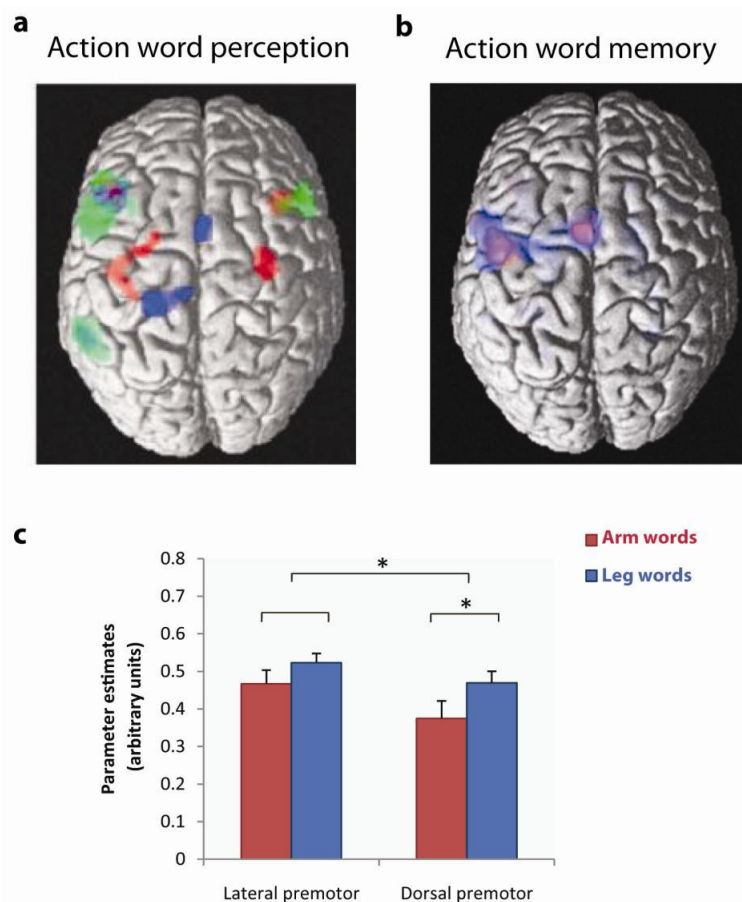 a
Action word perception
b
Action word memory
c
Arm words
Leg words
*
*
Parameter estimates
(arbitrary units)
0.8
0.7
0.6
0.5
0.4
0.3
0.2
0.1
0
Lateral premotor
Dorsal premotor